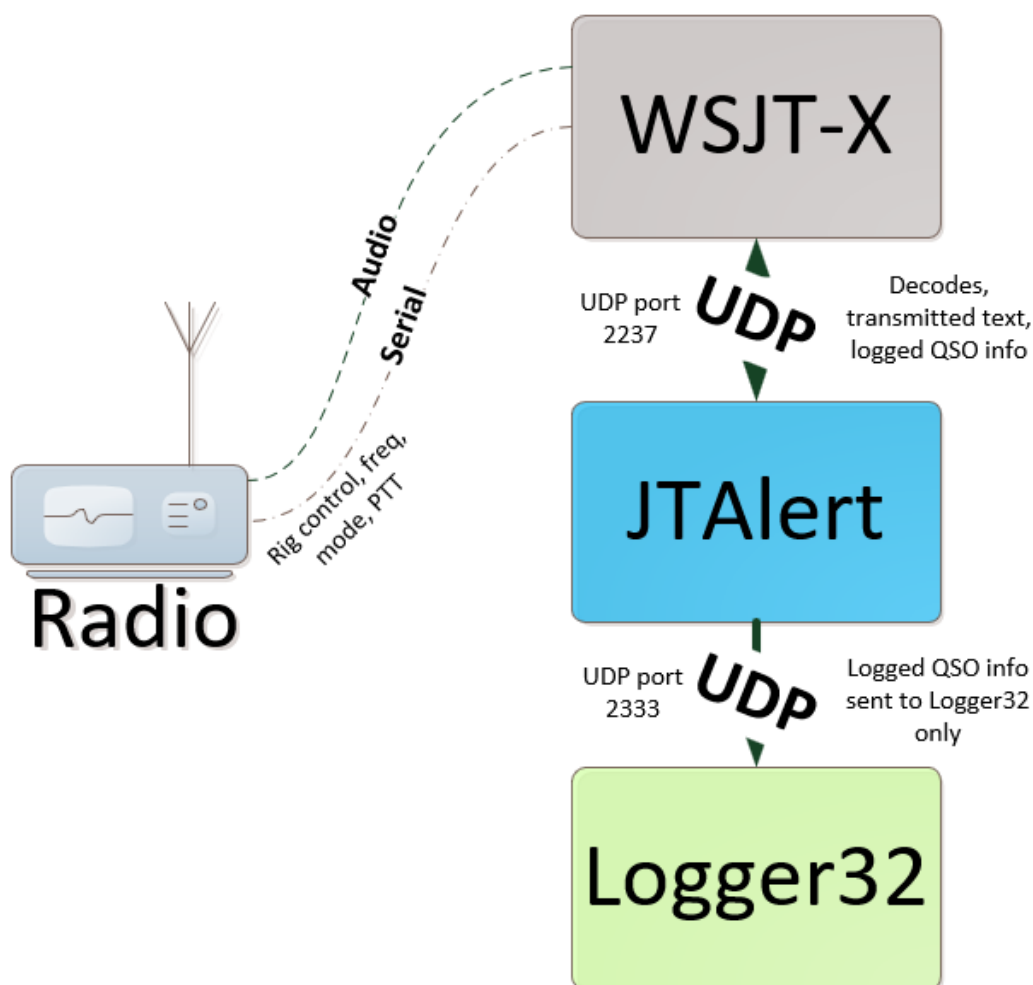 WSJT-X
Audio
Serial
UDP port
2237
UDP
Decodes,
transmitted text,
logged QSO info
Rig control, freq,
mode, PTT
Radio
JTAlert
UDP port
2333
UDP
Logged QSO info
sent to Logger32
only
Logger32